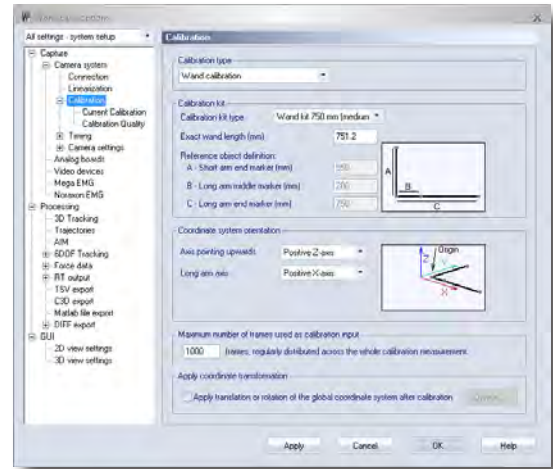 All settings - system setup
Capture
Camera system
Connection
Linearization
Calibration
Current Calibration
Calibration Quality
Timing
Camera settings
Analog boards
Video devices
Mega EMG
Noraxon EMG
Processing
3D Tracking
Trajectories
AIM
6DOF Tracking
Force data
RT output
TSV export
C3D export
Matlab file export
DIFF export
GUI
2D view settings
3D view settings
Calibration
Calibration type
Wand calibration
Calibration kit
Calibration kit type
Wand kit 750 mm (medium
Exact wand length (mm)
751.2
Reference object definition:
A - Short arm end marker (mm)
550
B - Long arm middle marker (mm)
200
C - Long arm end marker (mm)
750
A
B
C
Coordinate system orientation
Axis pointing upwards
Positive Z-axis
Long arm axis
Positive X-axis
Origin
Z
Y
X
Maximum number of frames used as calibration input
1000 frames, regularly distributed across the whole calibration measurement.
Apply coordinate transformation
Apply translation or rotation of the global coordinate system after calibration
Apply
Cancel
OK
Help